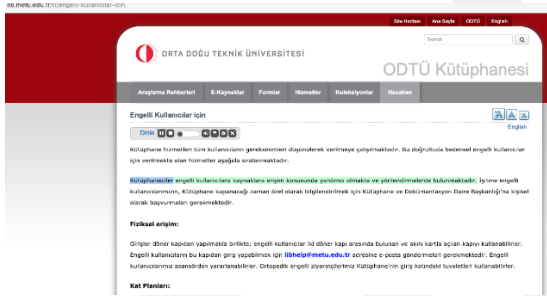 lib.metu.edu.tr/tr/engelli-kullanicilar-icin
Site Haritası Ana Sayfa ODTÜ English
Search
ORTA DOĞU TEKNİK ÜNİVERSİTESİ
ODTÜ Kütüphanesi
Araştırma Rehberleri E-Kaynaklar Formlar Hizmetler Koleksiyonlar Hesabım
Engelli Kullanıcılar için
A A A
English
Dinle
Kütüphane hizmetleri tüm kullanıcıların gereksinimleri düşünülerek verilmeye çalışılmaktadır. Bu doğrultuda bedensel engelli kullanıcılar
için verilmekte olan hizmetler aşağıda sıralanmaktadır.
Kütüphaneciler engelli kullanıcılara kaynaklara erişim konusunda yardımcı olmakta ve yönlendirmelerde bulunmaktadır. İşitme engelli
kullanıcılarımızın, Kütüphane kapanacağı zaman özel olarak bilgilendirilmek için Kütüphane ve Dokümantasyon Daire Başkanlığı'na kişisel
olarak başvurmaları gerekmektedir.
Fiziksel erişim:
Girişler döner kapıdan yapılmakla birlikte; engelli kullanıcılar iki döner kapı arasında bulunan ve akıllı kartla açılan kapıyı kullanabilirler.
Engelli kullanıcıların bu kapıdan giriş yapabilmek için libhelp@metu.edu.tr adresine e-posta göndermeleri gerekmektedir. Engelli
kullanıcılarımız asansörden yararlanabilirler. Ortopedik engelli ziyaretçilerimiz Kütüphane'nin giriş katındaki tuvaletleri kullanabilirler.
Kat Planları: